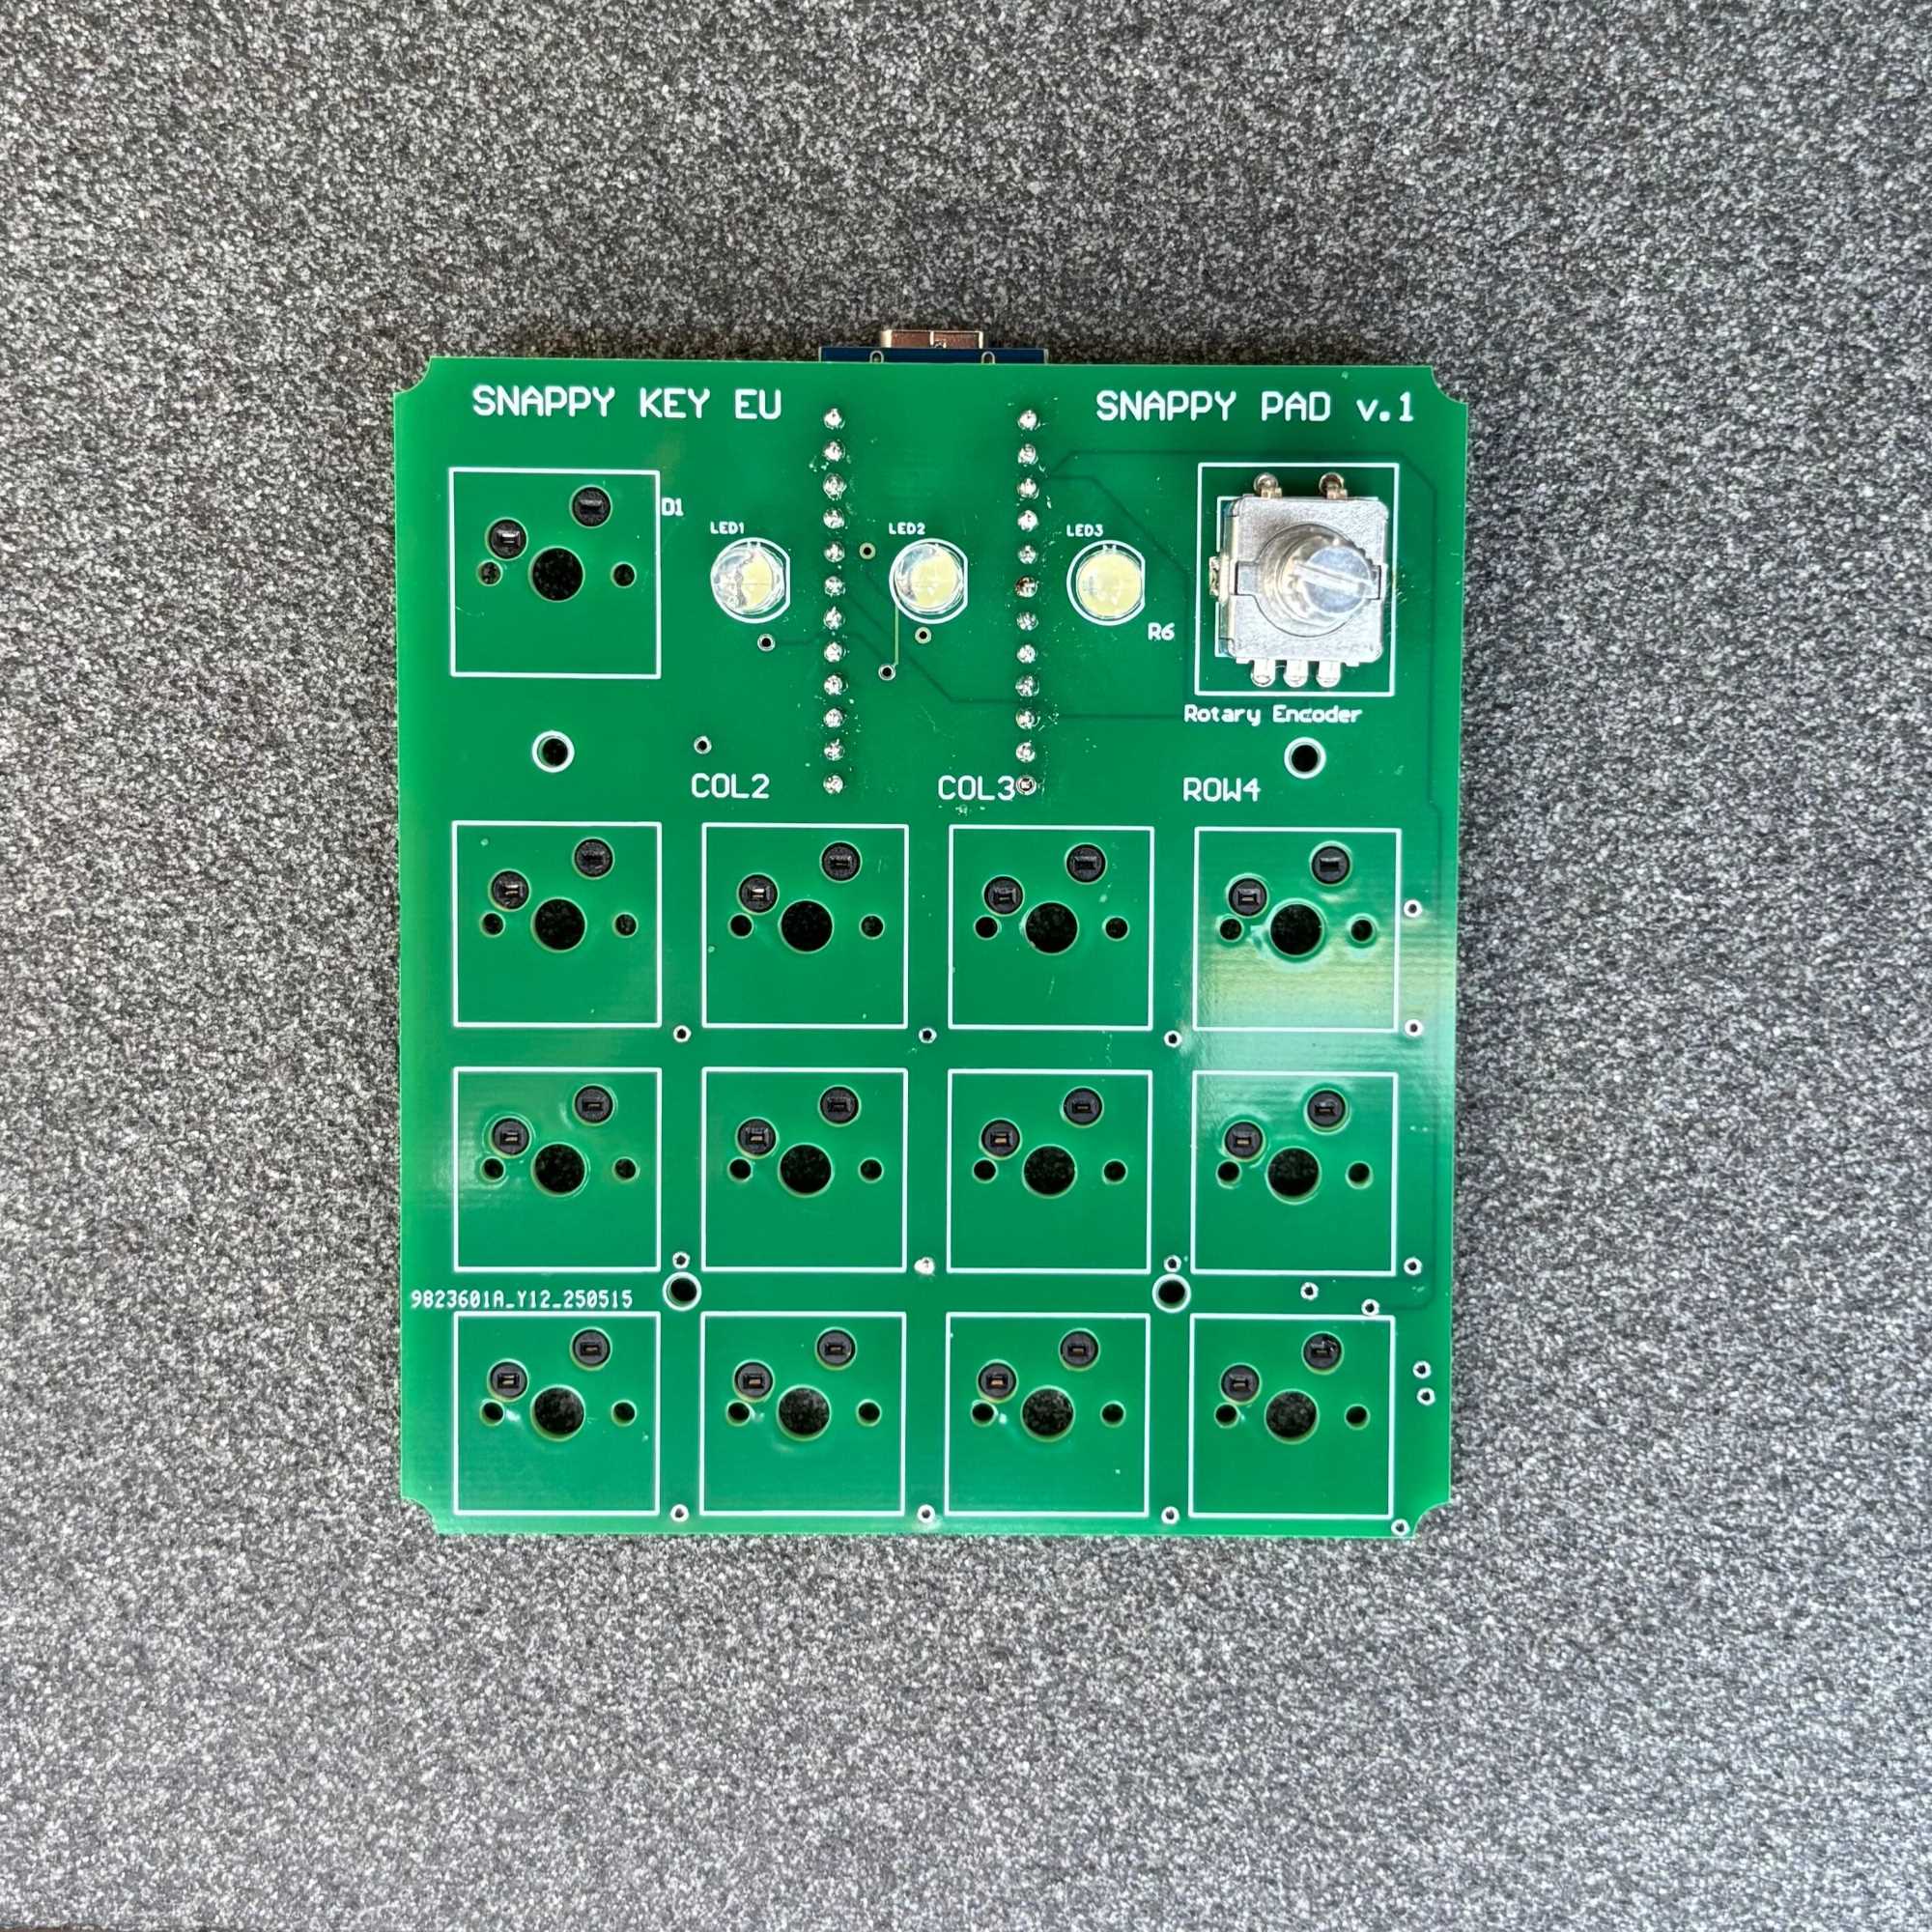 SNAPPY KEY EU
SNAPPY PAD v.1
D1
LED1
LED2
LED3
R6
Rotary Encoder
COL2
COL3
ROW4
9823601A_Y12_250515